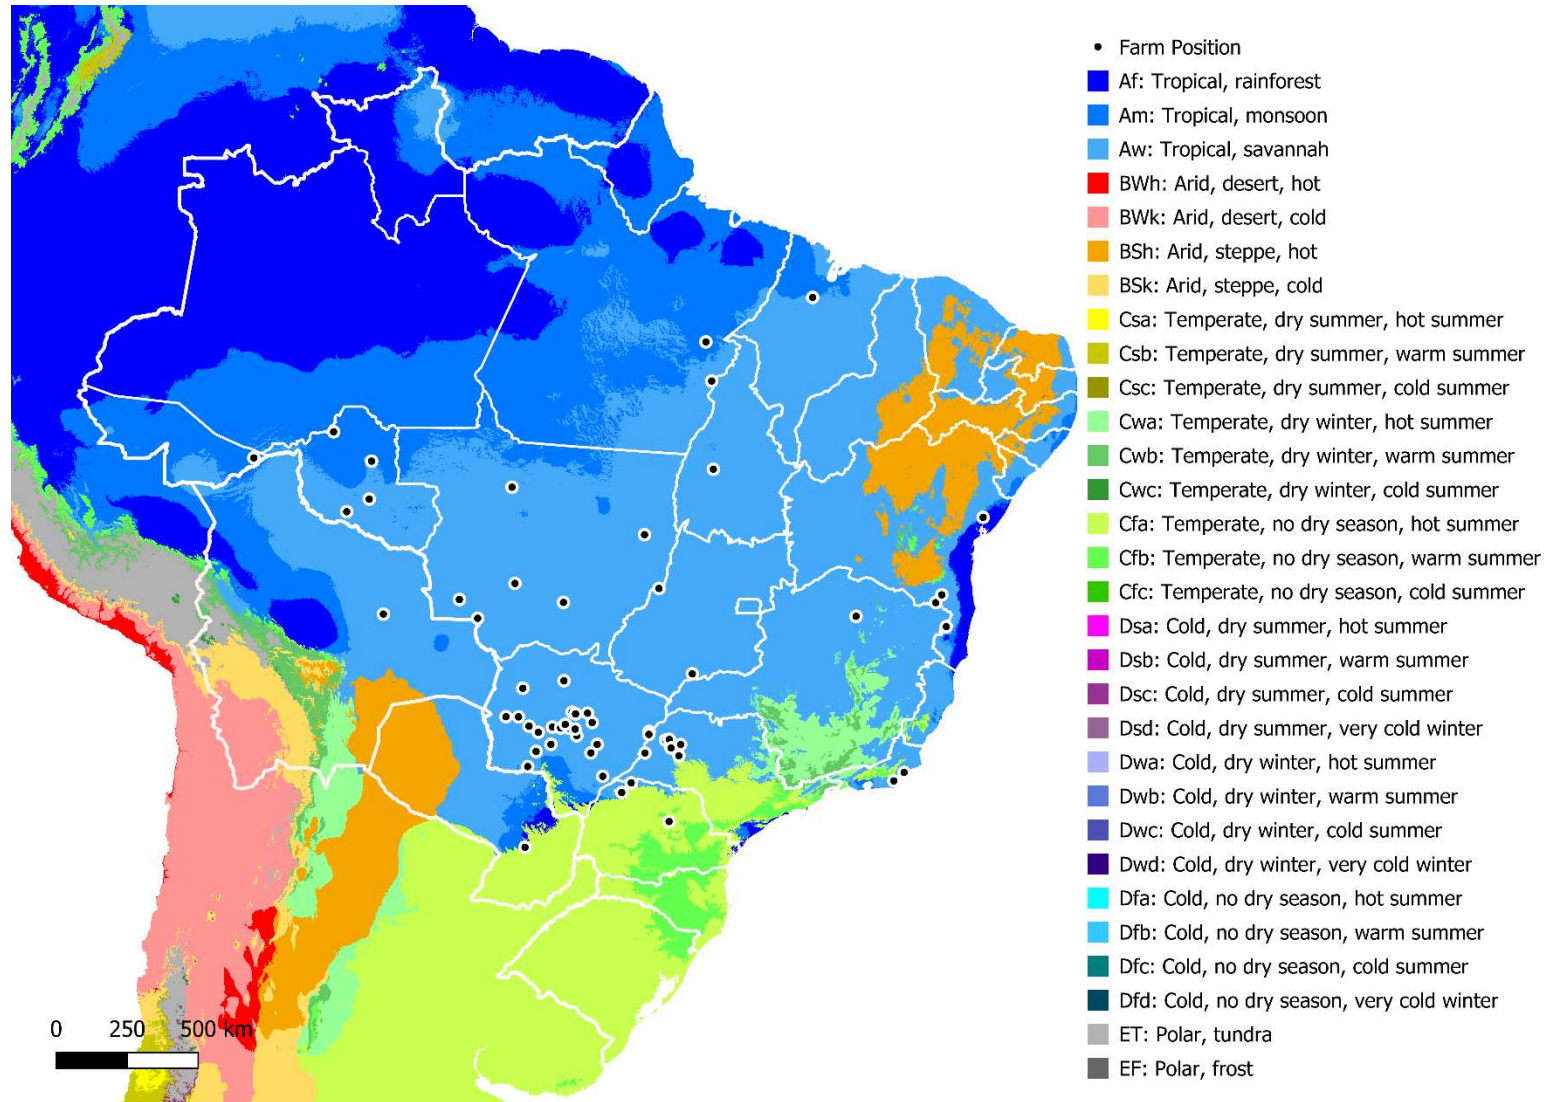 Farm Position
Af: Tropical, rainforest
Am: Tropical, monsoon
Aw: Tropical, savannah
BWh: Arid, desert, hot
BWk: Arid, desert, cold
BSh: Arid, steppe, hot
BSk: Arid, steppe, cold
Csa: Temperate, dry summer, hot summer
Csb: Temperate, dry summer, warm summer
Csc: Temperate, dry summer, cold summer
Cwa: Temperate, dry winter, hot summer
Cwb: Temperate, dry winter, warm summer
Cwc: Temperate, dry winter, cold summer
Cfa: Temperate, no dry season, hot summer
Cfb: Temperate, no dry season, warm summer
Cfc: Temperate, no dry season, cold summer
Dsa: Cold, dry summer, hot summer
Dsb: Cold, dry summer, warm summer
Dsc: Cold, dry summer, cold summer
Dsd: Cold, dry summer, very cold winter
Dwa: Cold, dry winter, hot summer
Dwb: Cold, dry winter, warm summer
Dwc: Cold, dry winter, cold summer
Dwd: Cold, dry winter, very cold winter
Dfa: Cold, no dry season, hot summer
Dfb: Cold, no dry season, warm summer
Dfc: Cold, no dry season, cold summer
Dfd: Cold, no dry season, very cold winter
ET: Polar, tundra
EF: Polar, frost
0 250 500 km